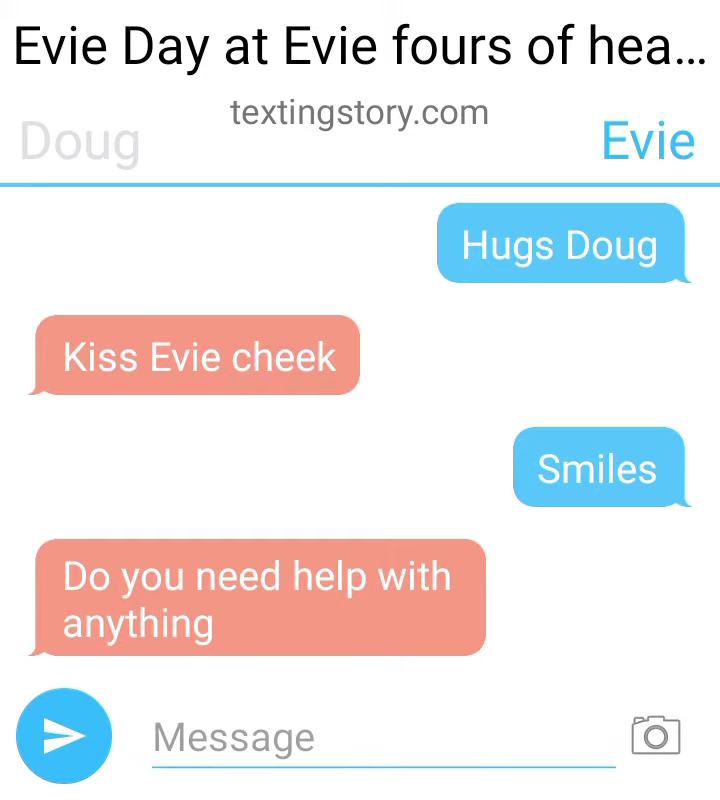 Evie Day at Evie fours of hea...
textingstory.com
Doug
Evie
Hugs Doug
Kiss Evie cheek
Smiles
Do you need help with
anything
Message